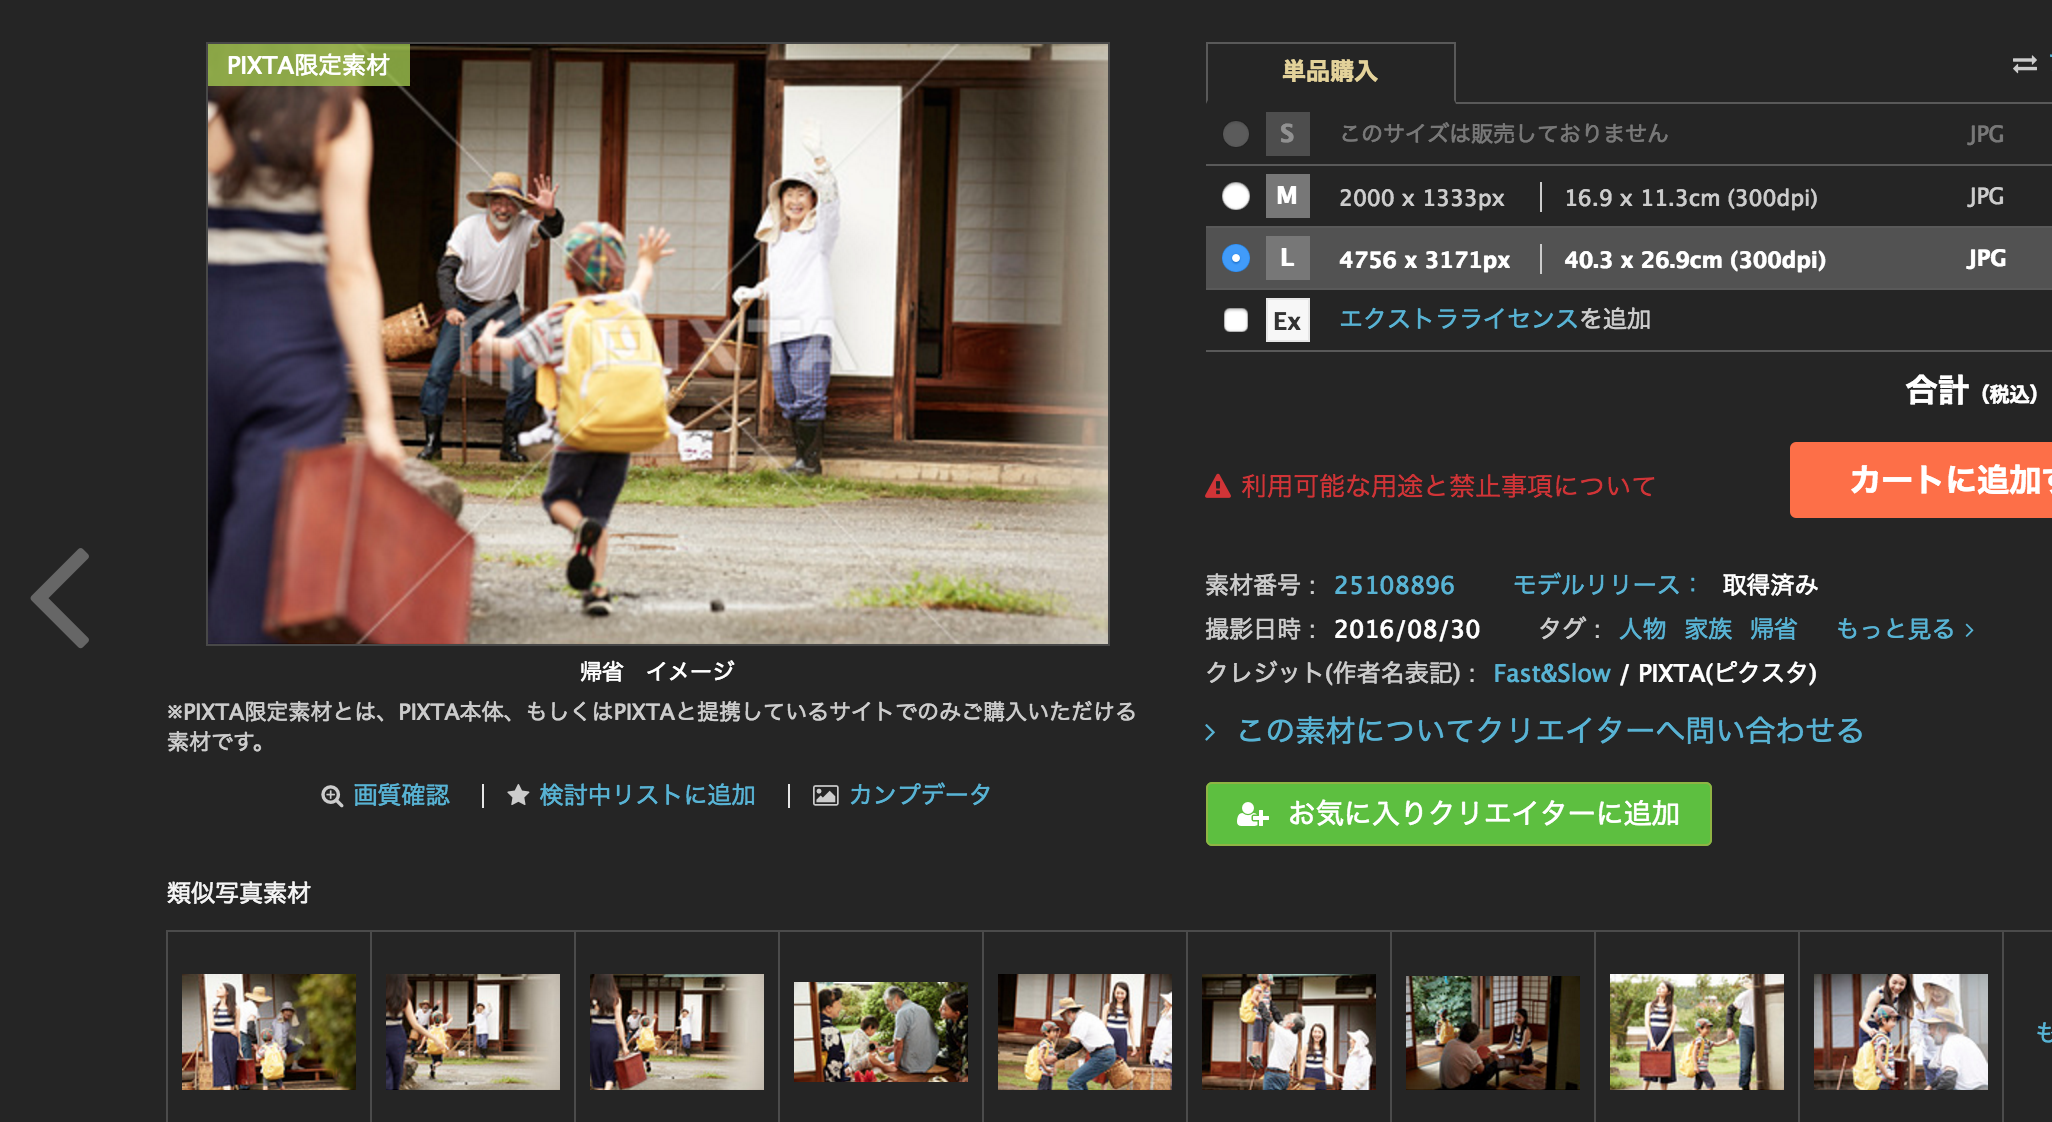 PIXTA限定素材
PIXTA
帰省　イメージ
※PIXTA限定素材とは、PIXTA本体、もしくはPIXTAと提携しているサイトでのみご購入いただける
素材です。
画質確認 | 検討中リストに追加 | カンプデータ
単品購入
S このサイズは販売しておりません JPG
M 2000 x 1333px | 16.9 x 11.3cm (300dpi) JPG
L 4756 x 3171px | 40.3 x 26.9cm (300dpi) JPG
Ex エクストラライセンスを追加
合計 (税込)
利用可能な用途と禁止事項について
カートに追加す
素材番号： 25108896 モデルリリース： 取得済み
撮影日時： 2016/08/30 タグ： 人物 家族 帰省 もっと見る ›
クレジット(作者名表記)： Fast&Slow / PIXTA(ピクスタ)
› この素材についてクリエイターへ問い合わせる
お気に入りクリエイターに追加
類似写真素材
も